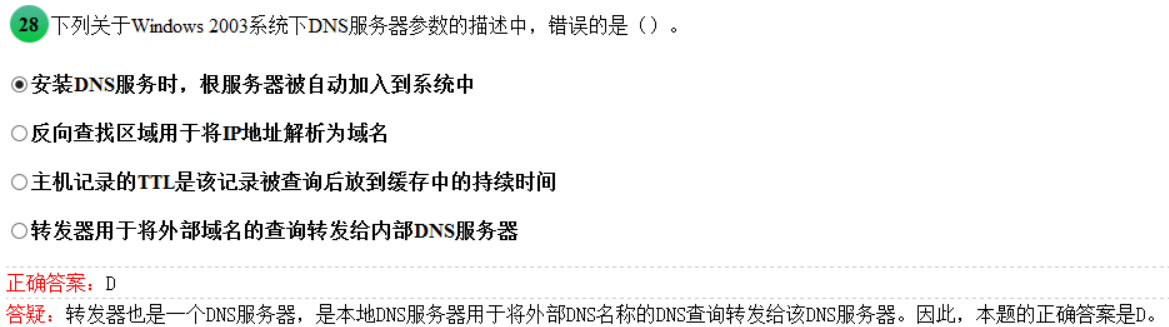 28 下列关于Windows 2003系统下DNS服务器参数的描述中，错误的是（）。
安装DNS服务时，根服务器被自动加入到系统中
反向查找区域用于将IP地址解析为域名
主机记录的TTL是该记录被查询后放到缓存中的持续时间
转发器用于将外部域名的查询转发给内部DNS服务器
正确答案：D
答疑：转发器也是一个DNS服务器，是本地DNS服务器用于将外部DNS名称的DNS查询转发给该DNS服务器。因此，本题的正确答案是D。